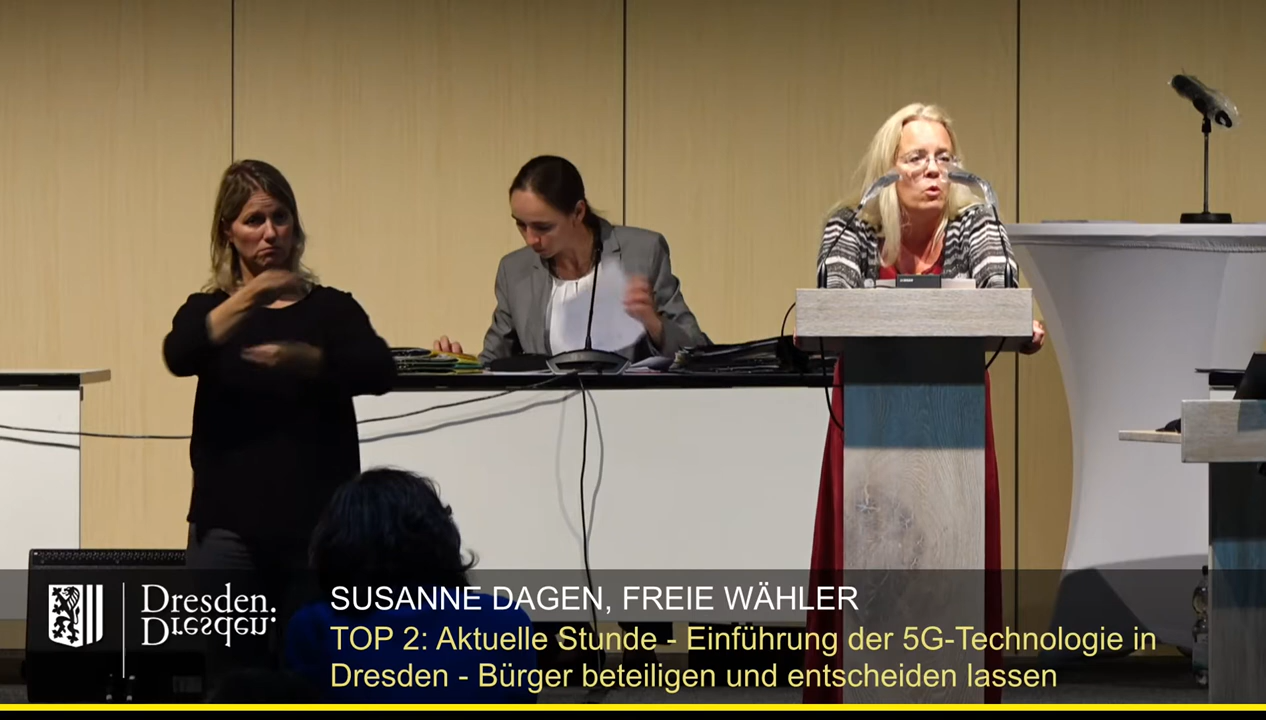 Dresden.
Dresden.
SUSANNE DAGEN, FREIE WÄHLER
TOP 2: Aktuelle Stunde - Einführung der 5G-Technologie in
Dresden - Bürger beteiligen und entscheiden lassen